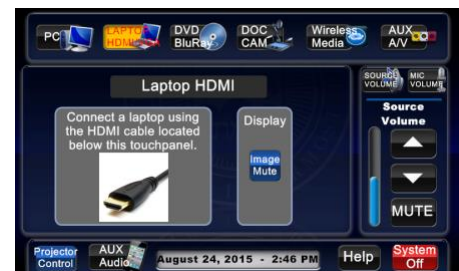 PC
LAPTOP
HDMI
DVD
BluRay
DOC
CAM
Wireless
Media
AUX
A/V
Laptop HDMI
Connect a laptop using
the HDMI cable located
below this touchpanel.
Display
Image
Mute
SOURCE
VOLUME
MIC
VOLUME
Source
Volume
MUTE
Projector
Control
AUX
Audio
August 24, 2015 - 2:46 PM
Help
System
Off